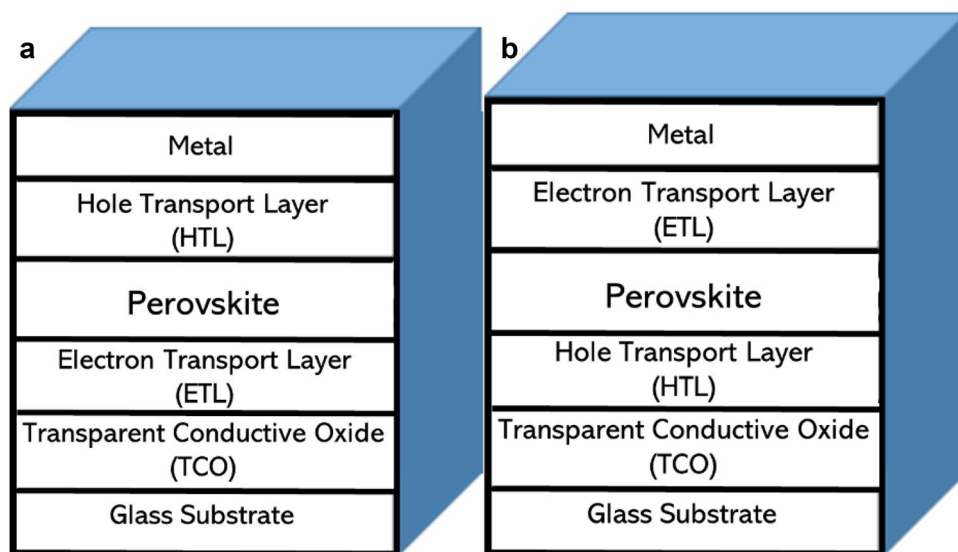 a
Metal
Hole Transport Layer
(HTL)
Perovskite
Electron Transport Layer
(ETL)
Transparent Conductive Oxide
(TCO)
Glass Substrate
b
Metal
Electron Transport Layer
(ETL)
Perovskite
Hole Transport Layer
(HTL)
Transparent Conductive Oxide
(TCO)
Glass Substrate